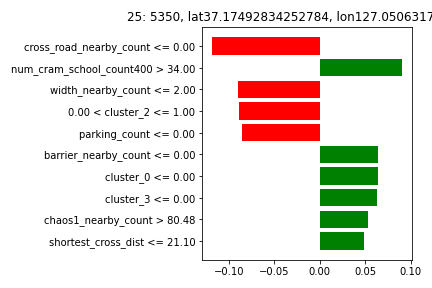 25: 5350, lat37.17492834252784, lon127.0506317
cross_road_nearby_count <= 0.00
num_cram_school_count400 > 34.00
width_nearby_count <= 2.00
0.00 < cluster_2 <= 1.00
parking_count <= 0.00
barrier_nearby_count <= 0.00
cluster_0 <= 0.00
cluster_3 <= 0.00
chaos1_nearby_count > 80.48
shortest_cross_dist <= 21.10
−0.10 −0.05 0.00 0.05 0.10